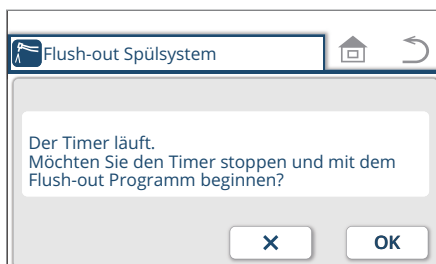 Flush-out Spülsystem
Der Timer läuft.
Möchten Sie den Timer stoppen und mit dem
Flush-out Programm beginnen?
OK